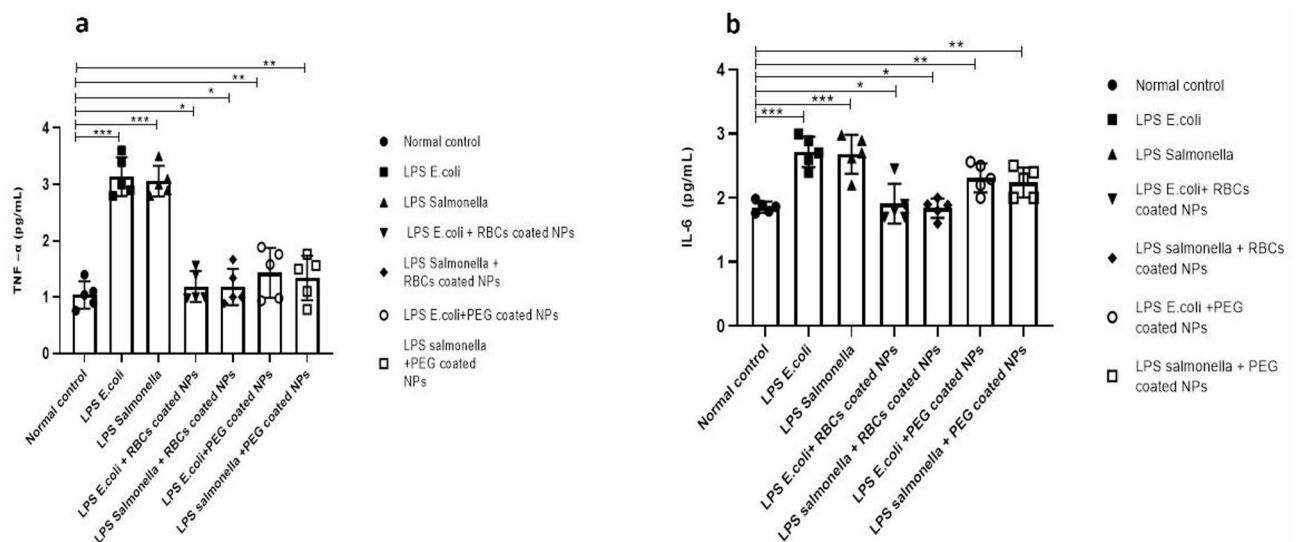 a
**
**
*
*
***
***
TNF –α (pg/mL)
4
3
2
1
0
Normal control
LPS E.coli
LPS Salmonella
LPS E.coli + RBCs coated NPs
LPS Salmonella + RBCs coated NPs
LPS E.coli+PEG coated NPs
LPS salmonella +PEG coated NPs
Normal control
LPS E.coli
LPS Salmonella
LPS E.coli + RBCs coated NPs
LPS Salmonella +
RBCs coated NPs
LPS E.coli+PEG coated NPs
LPS salmonella
+PEG coated
NPs
b
**
**
*
*
***
***
IL-6 (pg/mL)
4
3
2
1
0
Normal control
LPS E.coli
LPS Salmonella
LPS E.coli+ RBCs coated NPs
LPS salmonella + RBCs coated NPs
LPS E.coli +PEG coated NPs
LPS salmonella + PEG coated NPs
Normal control
LPS E.coli
LPS Salmonella
LPS E.coli+ RBCs
coated NPs
LPS salmonella + RBCs
coated NPs
LPS E.coli +PEG
coated NPs
LPS salmonella + PEG
coated NPs